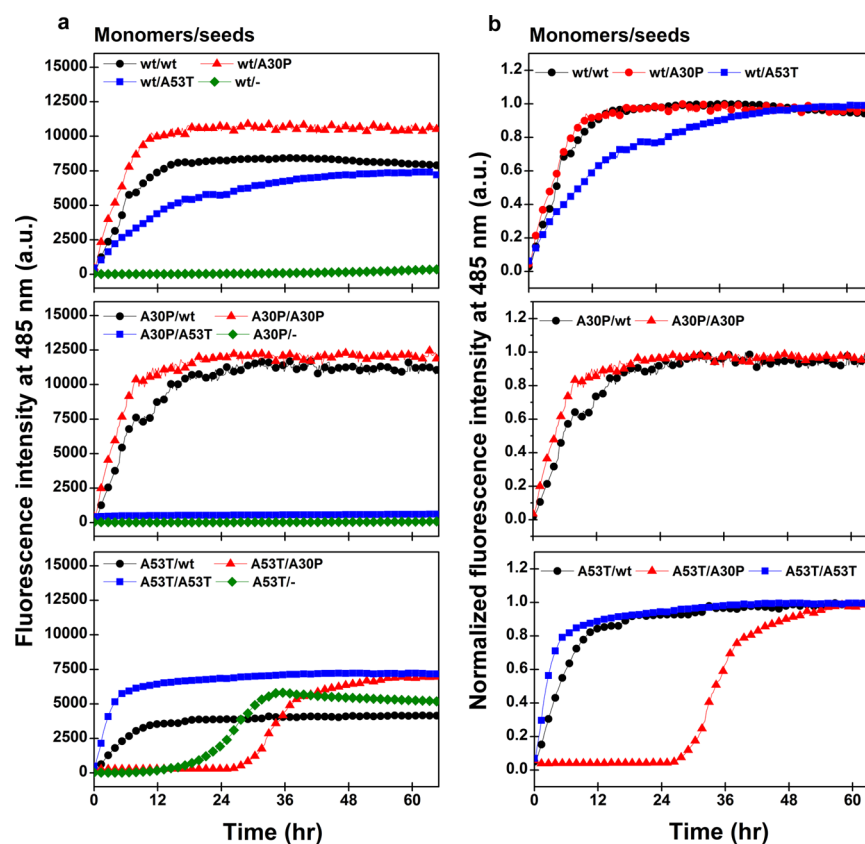 a
Monomers/seeds
wt/wt wt/A30P
wt/A53T wt/-
15000
12500
10000
7500
5000
2500
0
A30P/wt A30P/A30P
A30P/A53T A30P/-
15000
12500
10000
7500
5000
2500
0
A53T/wt A53T/A30P
A53T/A53T A53T/-
15000
12500
10000
7500
5000
2500
0
0 12 24 36 48 60
Time (hr)
Fluorescence intensity at 485 nm (a.u.)
b
Monomers/seeds
wt/wt wt/A30P wt/A53T
1.0
0.8
0.6
0.4
0.2
0.0
A30P/wt A30P/A30P
1.0
0.8
0.6
0.4
0.2
0.0
A53T/wt A53T/A30P A53T/A53T
1.0
0.8
0.6
0.4
0.2
0.0
0 12 24 36 48 60
Time (hr)
Normalized fluorescence intensity at 485 nm (a.u.)